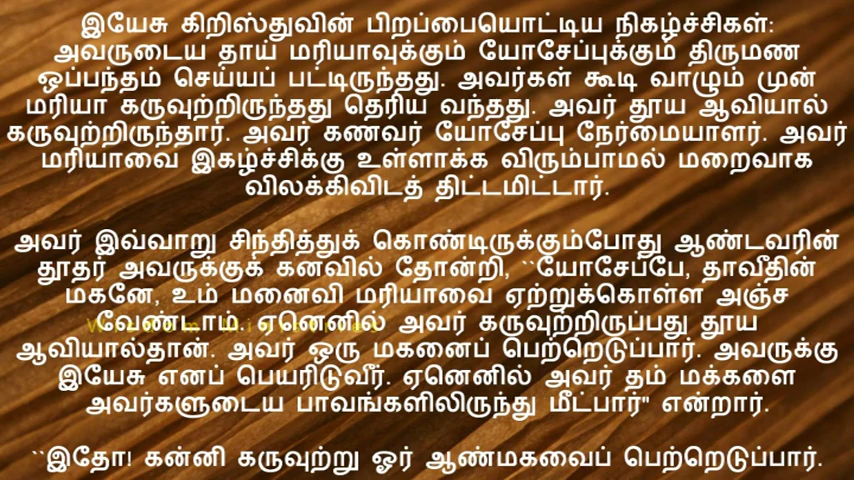 இயேசு கிறிஸ்துவின் பிறப்பையொட்டிய நிகழ்ச்சிகள்:
அவருடைய தாய் மரியாவுக்கும் யோசேப்புக்கும் திருமண
ஒப்பந்தம் செய்யப் பட்டிருந்தது. அவர்கள் கூடி வாழும் முன்
மரியா கருவுற்றிருந்தது தெரிய வந்தது. அவர் தூய ஆவியால்
கருவுற்றிருந்தார். அவர் கணவர் யோசேப்பு நேர்மையாளர். அவர்
மரியாவை இகழ்ச்சிக்கு உள்ளாக்க விரும்பாமல் மறைவாக
விலக்கிவிடத் திட்டமிட்டார்.
அவர் இவ்வாறு சிந்தித்துக் கொண்டிருக்கும்போது ஆண்டவரின்
தூதர் அவருக்குக் கனவில் தோன்றி, ``யோசேப்பே, தாவீதின்
மகனே, உம் மனைவி மரியாவை ஏற்றுக்கொள்ள அஞ்ச
வேண்டாம். ஏனெனில் அவர் கருவுற்றிருப்பது தூய
ஆவியால்தான். அவர் ஒரு மகனைப் பெற்றெடுப்பார். அவருக்கு
இயேசு எனப் பெயரிடுவீர். ஏனெனில் அவர் தம் மக்களை
அவர்களுடைய பாவங்களிலிருந்து மீட்பார்" என்றார்.
``இதோ! கன்னி கருவுற்று ஓர் ஆண்மகவைப் பெற்றெடுப்பார்.